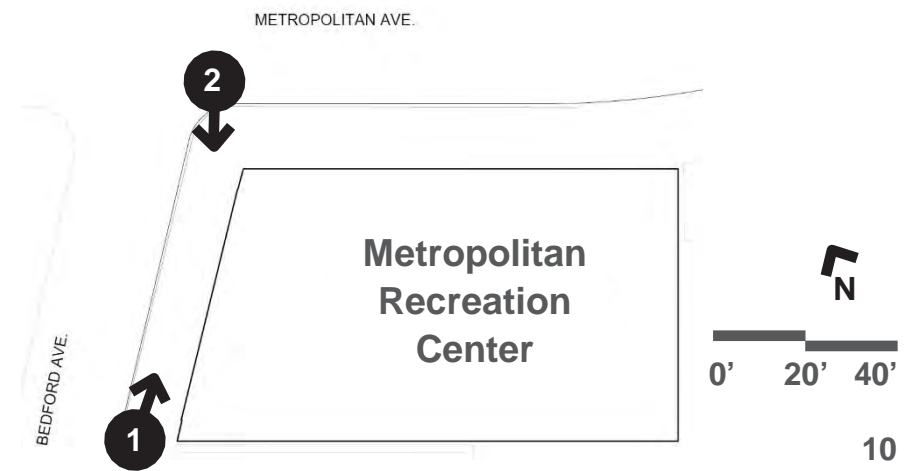 METROPOLITAN AVE.
2
Metropolitan
Recreation
Center
N
0’ 20’ 40’
BEDFORD AVE.
1
10